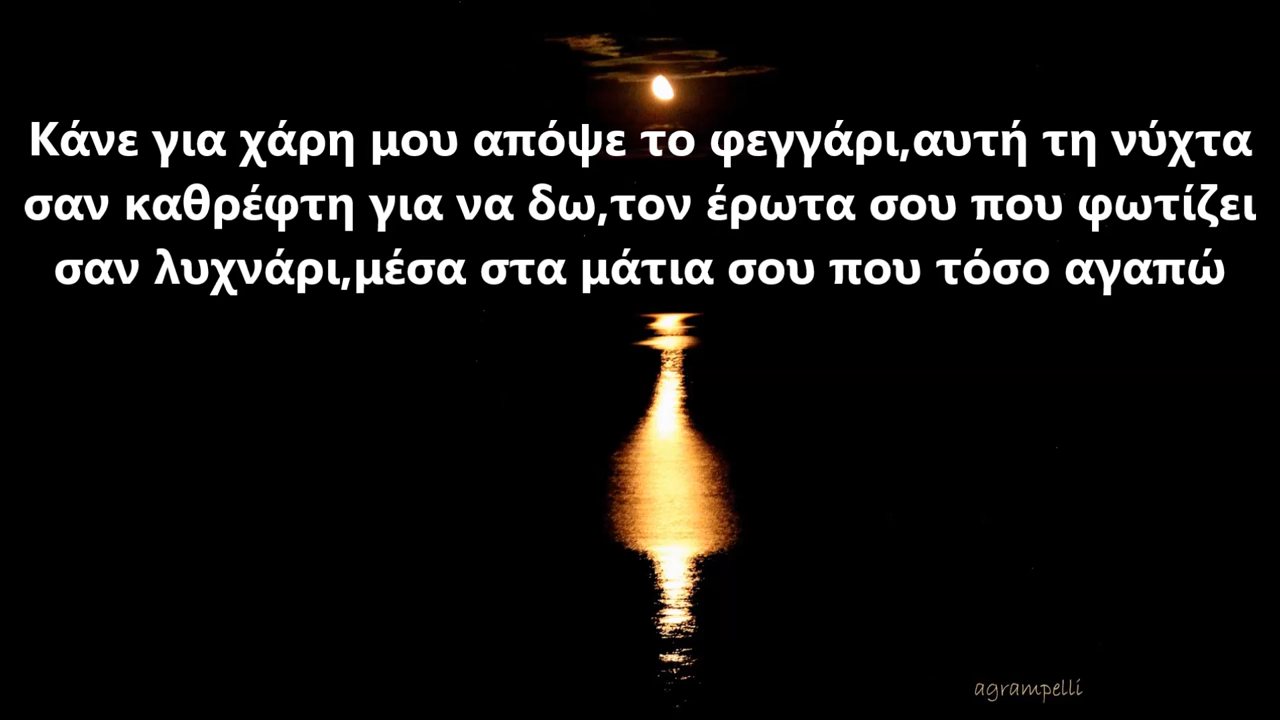 Κάνε για χάρη μου απόψε το φεγγάρι,αυτή τη νύχτα
σαν καθρέφτη για να δω,τον έρωτα σου που φωτίζει
σαν λυχνάρι,μέσα στα μάτια σου που τόσο αγαπώ
agrampelli